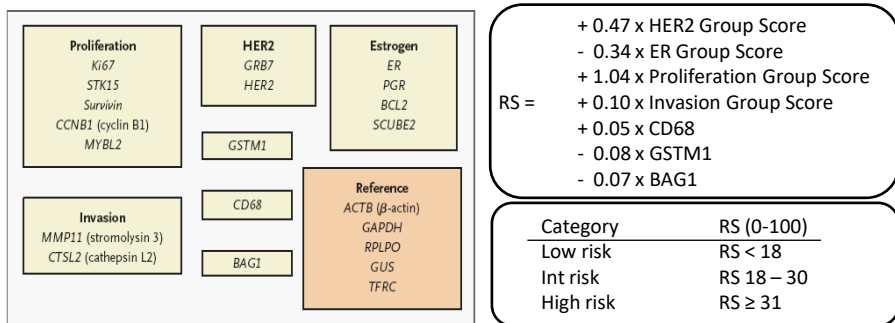 Proliferation
Ki67
STK15
Survivin
CCNB1 (cyclin B1)
MYBL2
HER2
GRB7
HER2
Estrogen
ER
PGR
BCL2
SCUBE2
GSTM1
Invasion
MMP11 (stromolysin 3)
CTSL2 (cathepsin L2)
CD68
BAG1
Reference
ACTB (β-actin)
GAPDH
RPLPO
GUS
TFRC
RS =
+ 0.47 x HER2 Group Score
- 0.34 x ER Group Score
+ 1.04 x Proliferation Group Score
+ 0.10 x Invasion Group Score
+ 0.05 x CD68
- 0.08 x GSTM1
- 0.07 x BAG1
Category RS (0-100)
Low risk RS < 18
Int risk RS 18 – 30
High risk RS ≥ 31